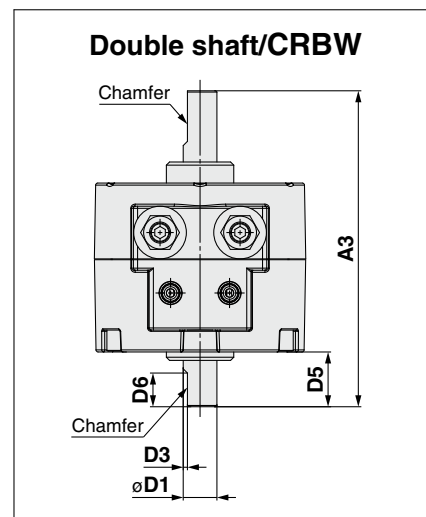 Double shaft/CRBW
Chamfer
A3
D5
D6
Chamfer
D3
øD1